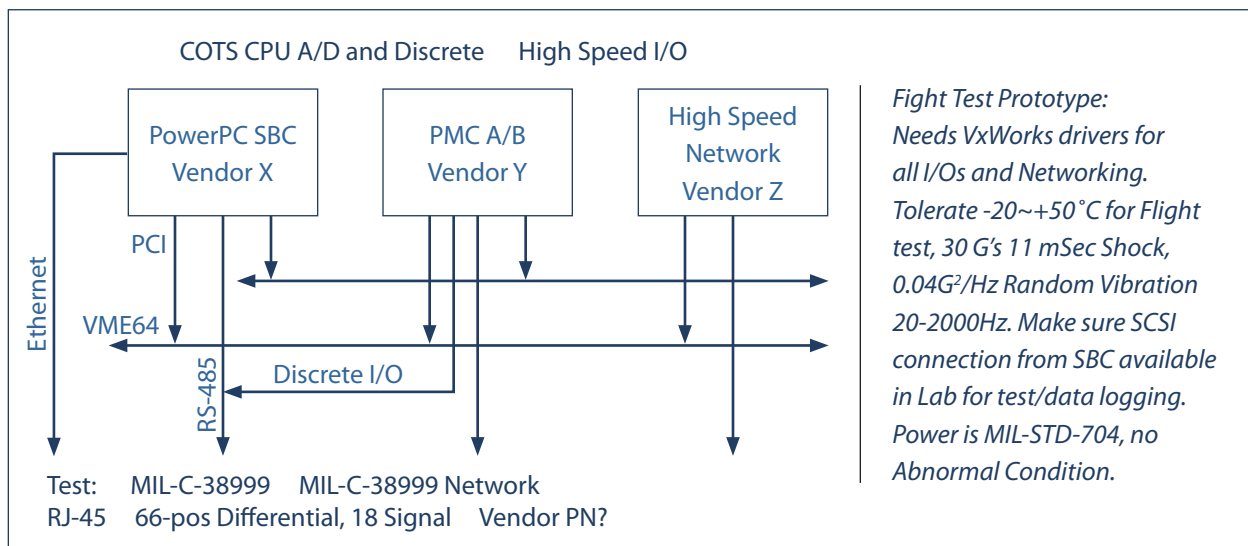 COTS CPU A/D and Discrete High Speed I/O
PowerPC SBC
Vendor X
PMC A/B
Vendor Y
High Speed
Network
Vendor Z
PCI
Ethernet
VME64
RS-485
Discrete I/O
Test: MIL-C-38999 MIL-C-38999 Network
RJ-45 66-pos Differential, 18 Signal Vendor PN?
Fight Test Prototype:
Needs VxWorks drivers for
all I/Os and Networking.
Tolerate -20~+50˚C for Flight
test, 30 G's 11 mSec Shock,
0.04G²/Hz Random Vibration
20-2000Hz. Make sure SCSI
connection from SBC available
in Lab for test/data logging.
Power is MIL-STD-704, no
Abnormal Condition.